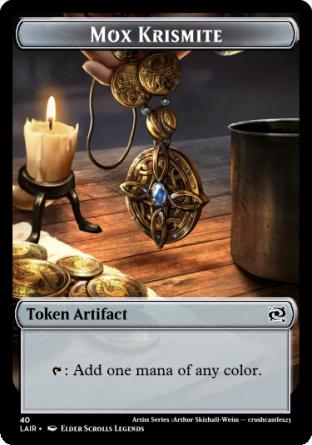 Mox Krismite
Token Artifact
: Add one mana of any color.
40
LAIR • Elder Scrolls Legends
Artist Series :Arthur Skizhali-Weiss — crushcastles23